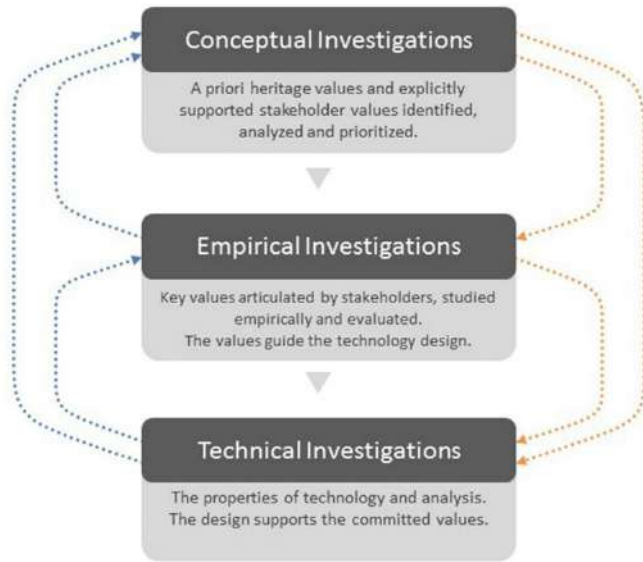 Conceptual Investigations
A priori heritage values and explicitly
supported stakeholder values identified,
analyzed and prioritized.
Empirical Investigations
Key values articulated by stakeholders, studied
empirically and evaluated.
The values guide the technology design.
Technical Investigations
The properties of technology and analysis.
The design supports the committed values.